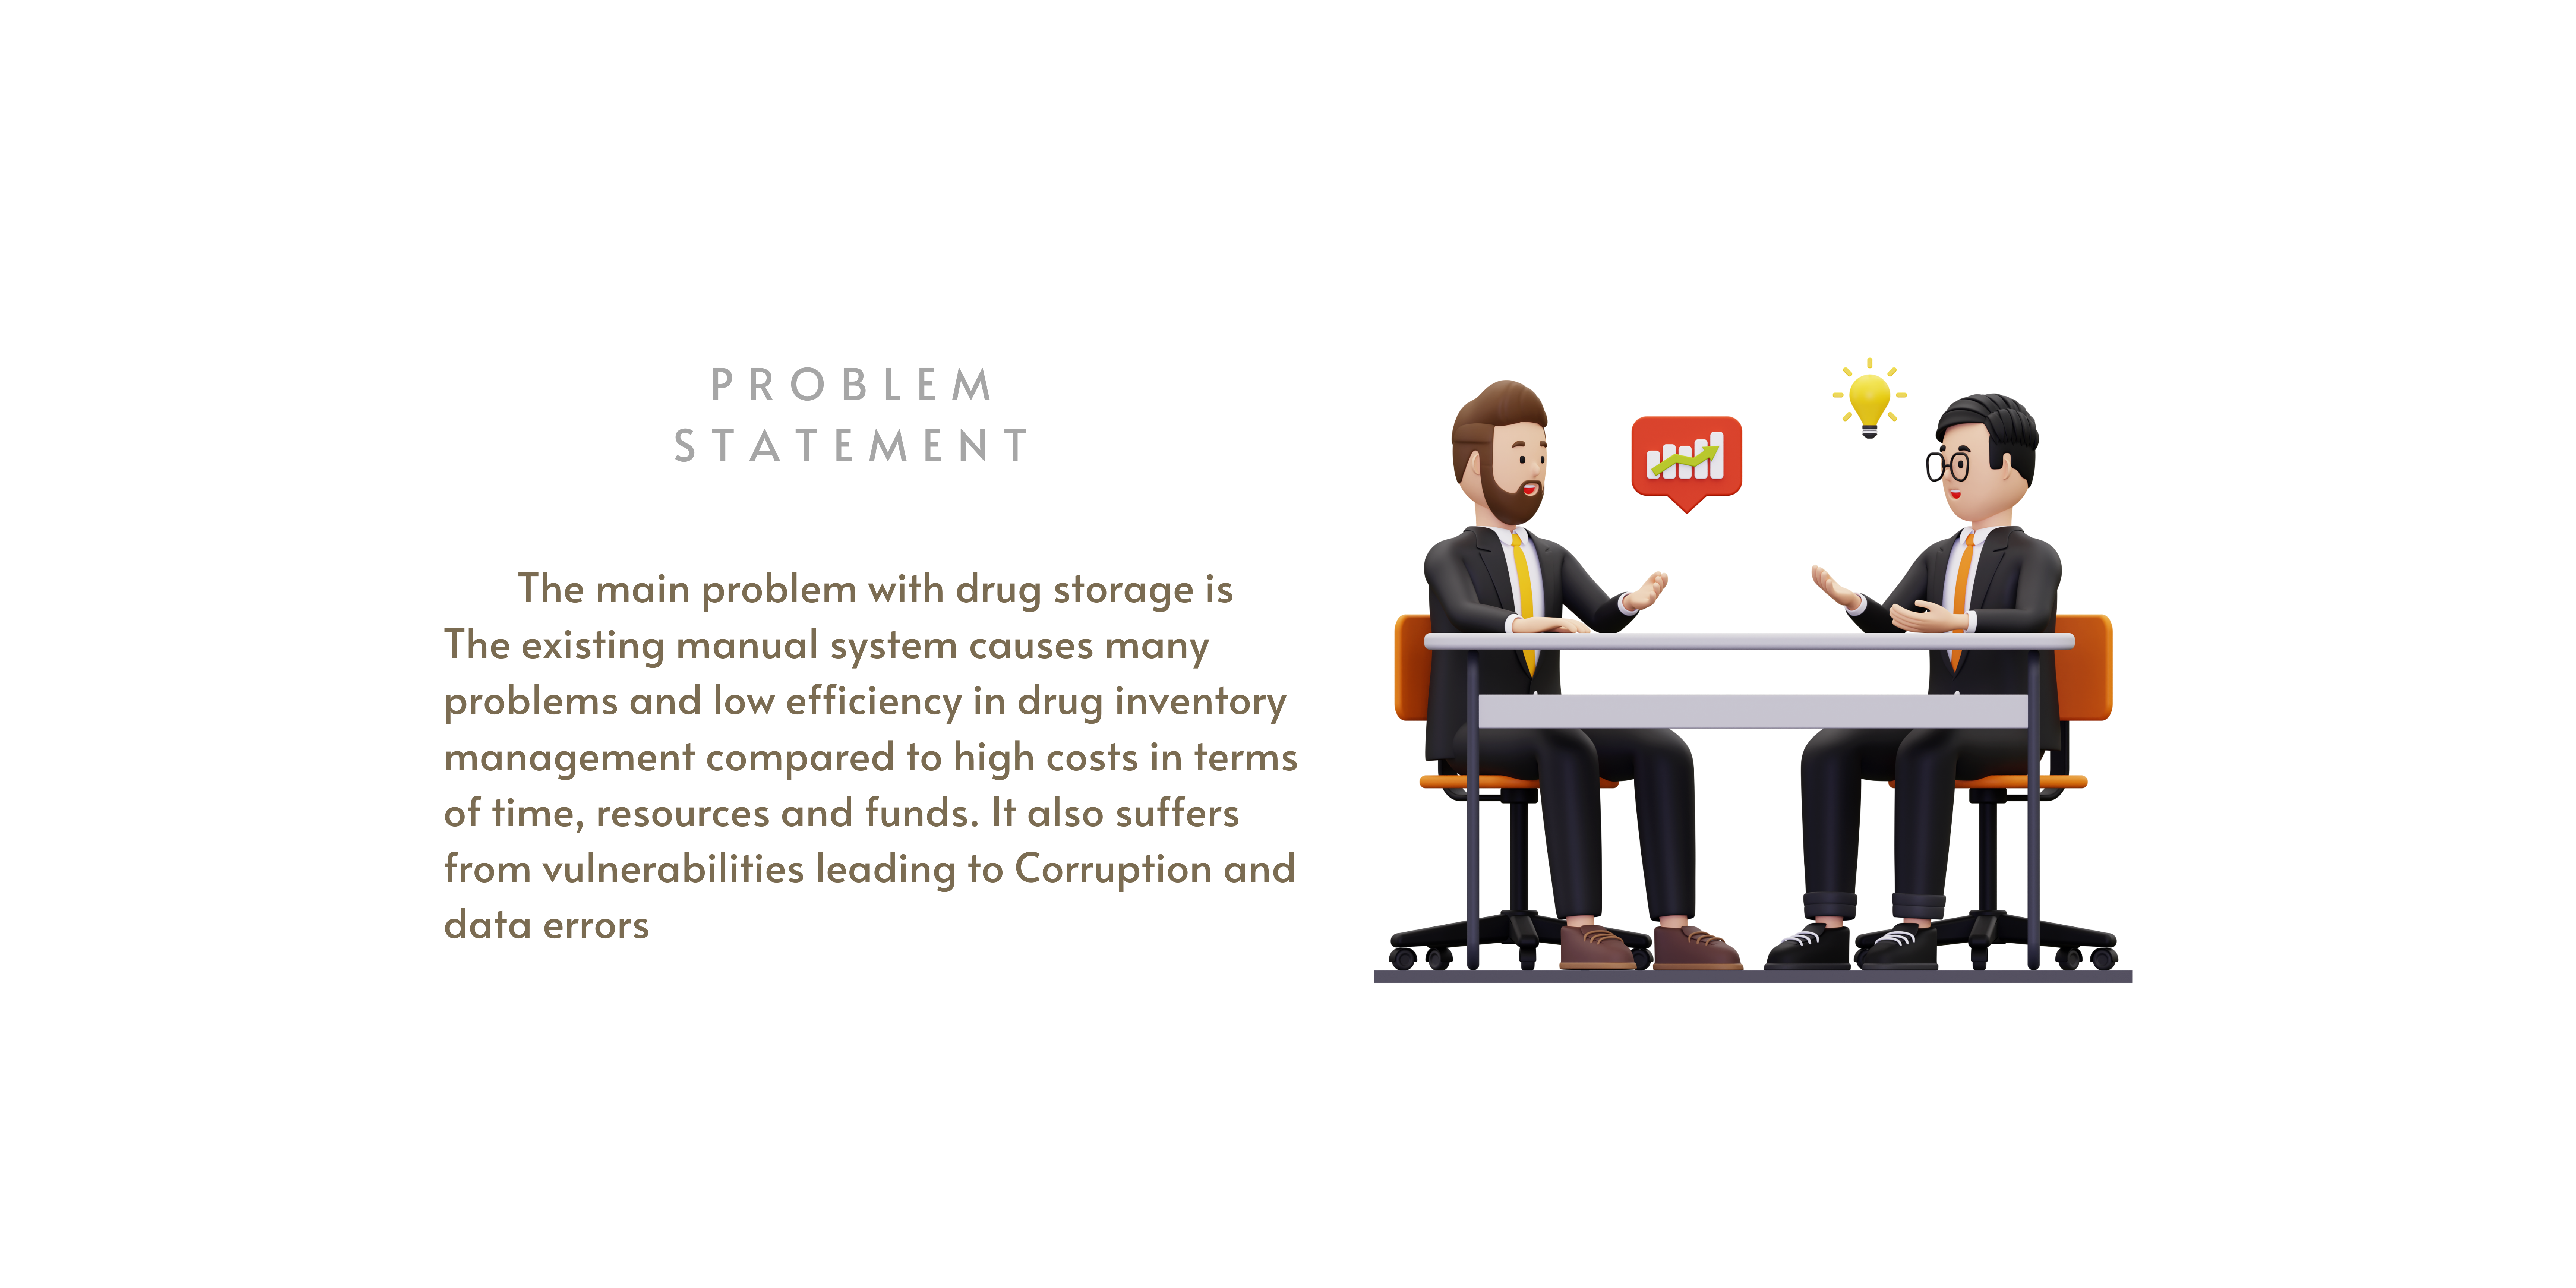 PROBLEM
STATEMENT
The main problem with drug storage is
The existing manual system causes many
problems and low efficiency in drug inventory
management compared to high costs in terms
of time, resources and funds. It also suffers
from vulnerabilities leading to Corruption and
data errors